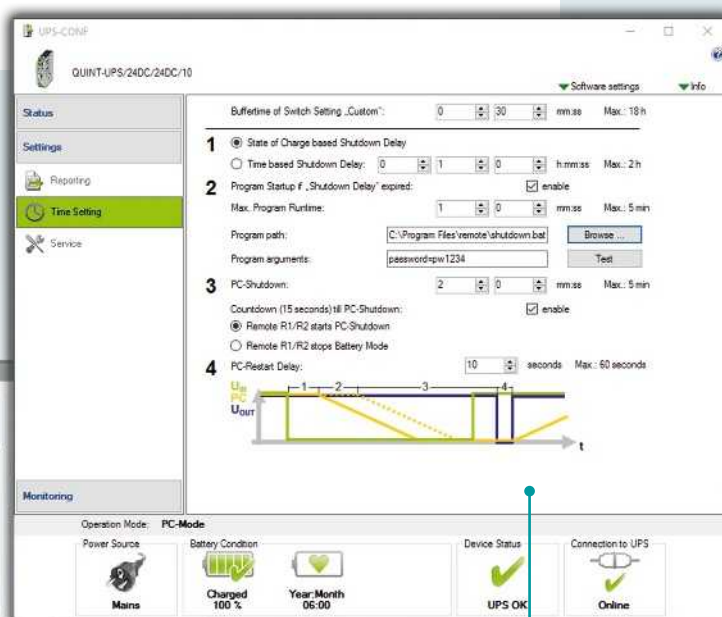 UPS-CONF
QUINT-UPS/24DC/24DC/10
Software settings Info
Status
Settings
Reporting
Time Setting
Service
Monitoring
Buffertime of Switch Setting „Custom“: 0 30 mm:ss Max.: 18 h
1 State of Charge based Shutdown Delay
Time based Shutdown Delay: 0 1 0 h:mm:ss Max.: 2 h
2 Program Startup if „Shutdown Delay“ expired: enable
Max. Program Runtime: 1 0 mm:ss Max.: 5 min
Program path: C:\Program Files\remote\shutdown.bat Browse ...
Program arguments: password=pw1234 Test
3 PC-Shutdown: 2 0 mm:ss Max.: 5 min
Countdown (15 seconds) till PC-Shutdown: enable
Remote R1/R2 starts PC-Shutdown
Remote R1/R2 stops Battery Mode
4 PC-Restart Delay: 10 seconds Max.: 60 seconds
UIN 1 2 3 4
PC
UOUT
t
Operation Mode: PC-Mode
Power Source Battery Condition Device Status Connection to UPS
Charged Year:Month
Mains 100 % 06:00 UPS OK Online